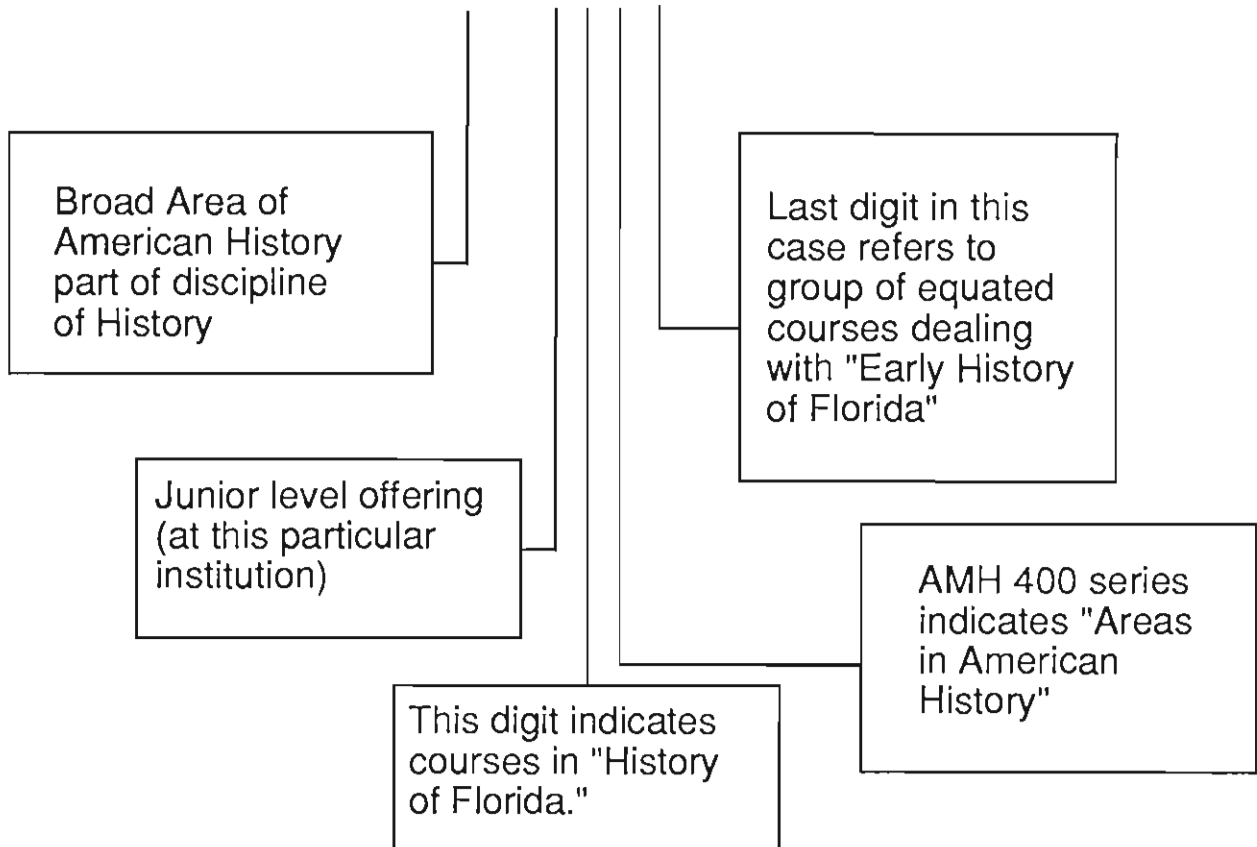 Broad Area of
American History
part of discipline
of History
Last digit in this
case refers to
group of equated
courses dealing
with "Early History
of Florida"
Junior level offering
(at this particular
institution)
AMH 400 series
indicates "Areas
in American
History"
This digit indicates
courses in "History
of Florida."